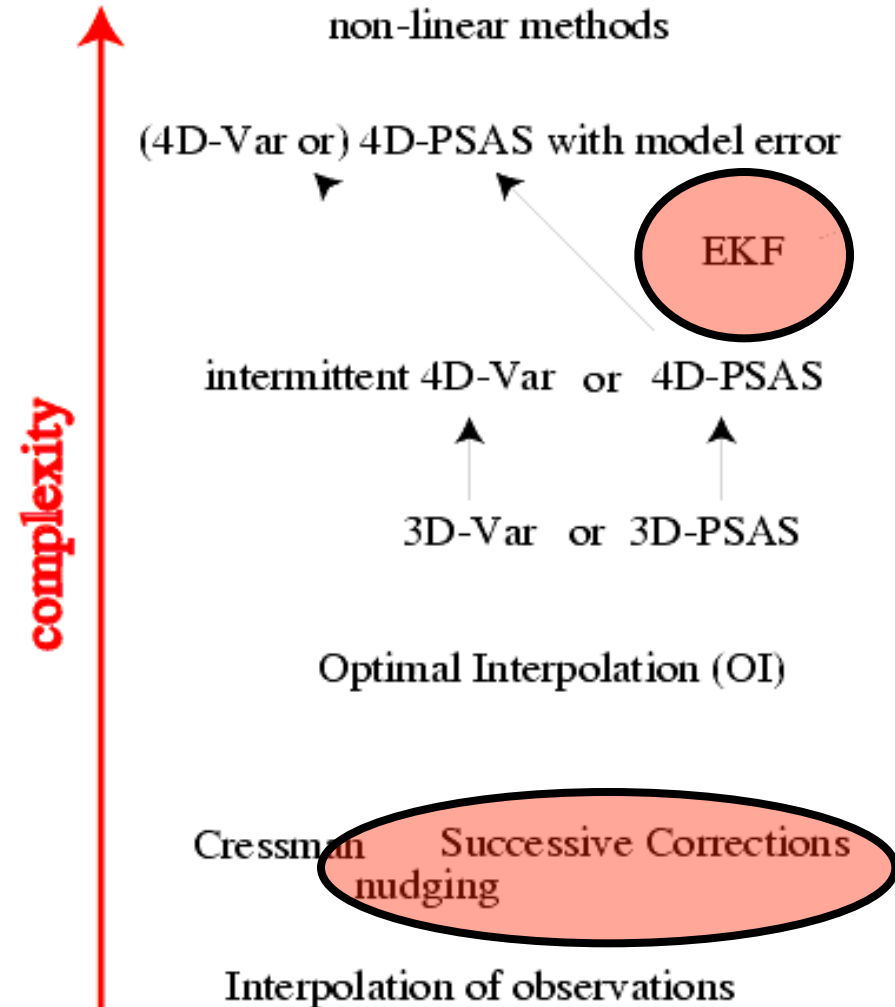 non-linear methods
(4D-Var or) 4D-PSAS with model error
EKF
intermittent 4D-Var or 4D-PSAS
complexity
3D-Var or 3D-PSAS
Optimal Interpolation (OI)
Cressman Successive Corrections
nudging
Interpolation of observations